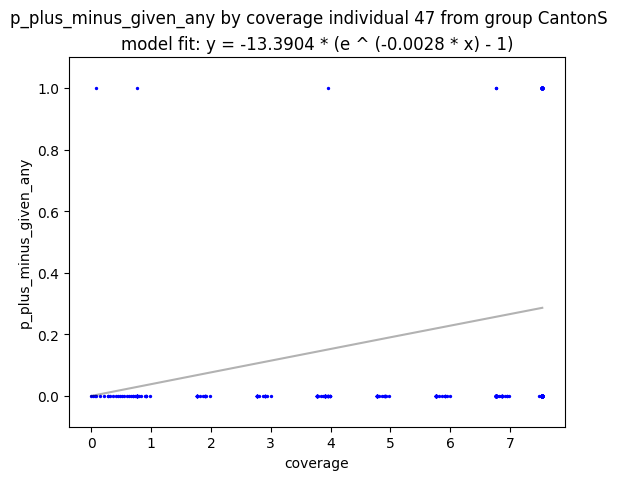 p_plus_minus_given_any by coverage individual 47 from group CantonS
model fit: y = -13.3904 * (e ^ (-0.0028 * x) - 1)
1.0
0.8
0.6
0.4
0.2
0.0
p_plus_minus_given_any
0 1 2 3 4 5 6 7
coverage